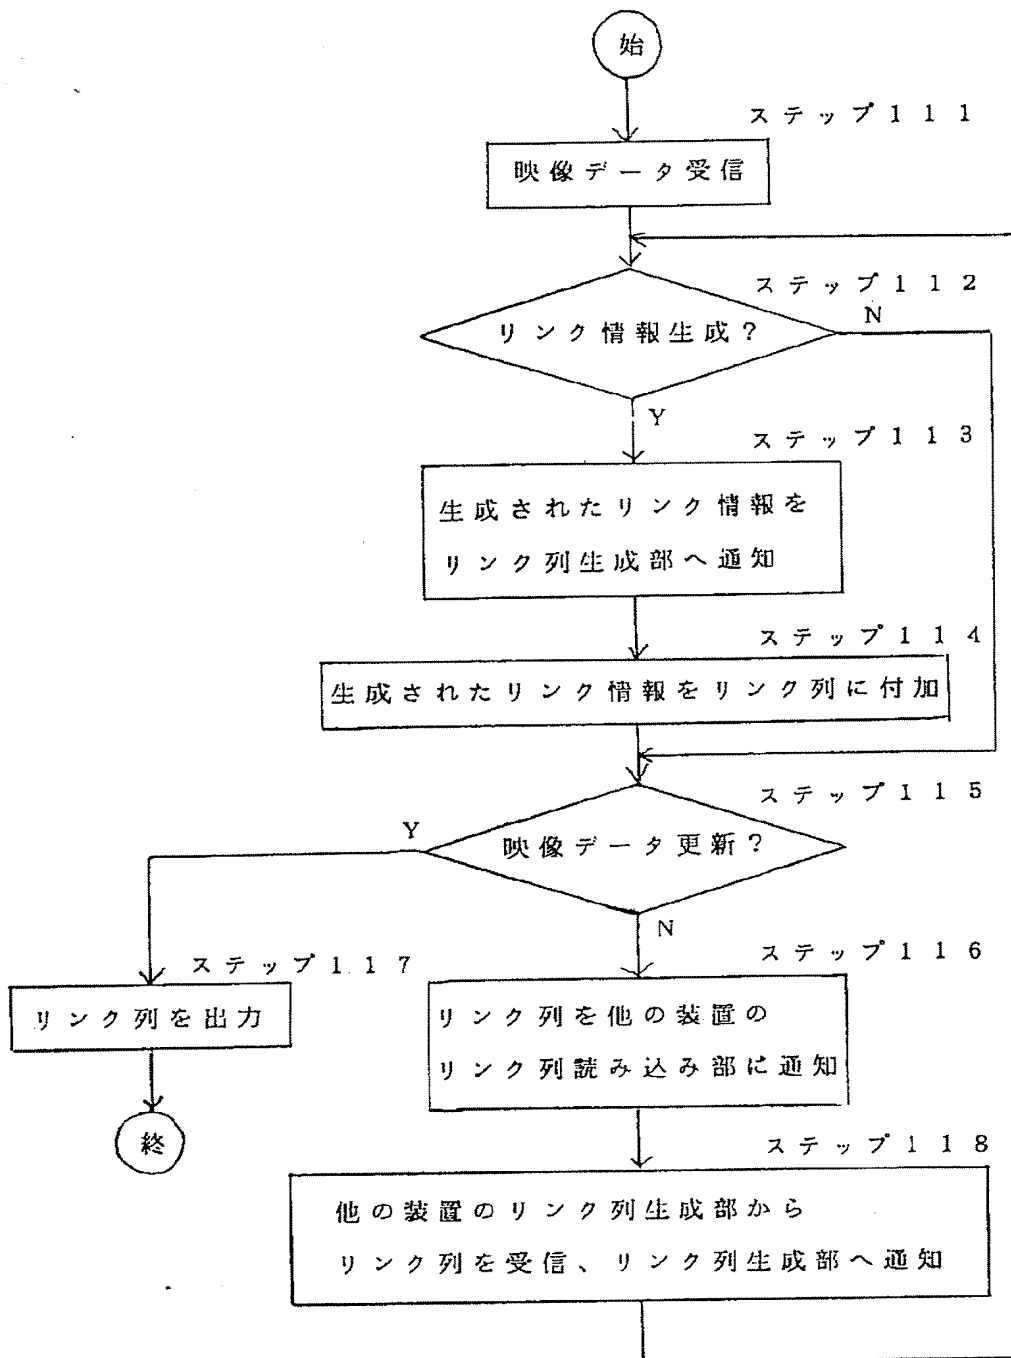 始
ステップ111
映像データ受信
ステップ112
リンク情報生成?
N
Y
ステップ113
生成されたリンク情報を
リンク列生成部へ通知
ステップ114
生成されたリンク情報をリンク列に付加
ステップ115
映像データ更新?
Y
N
ステップ116
リンク列を他の装置の
リンク列読み込み部に通知
ステップ117
リンク列を出力
終
ステップ118
他の装置のリンク列生成部から
リンク列を受信、リンク列生成部へ通知